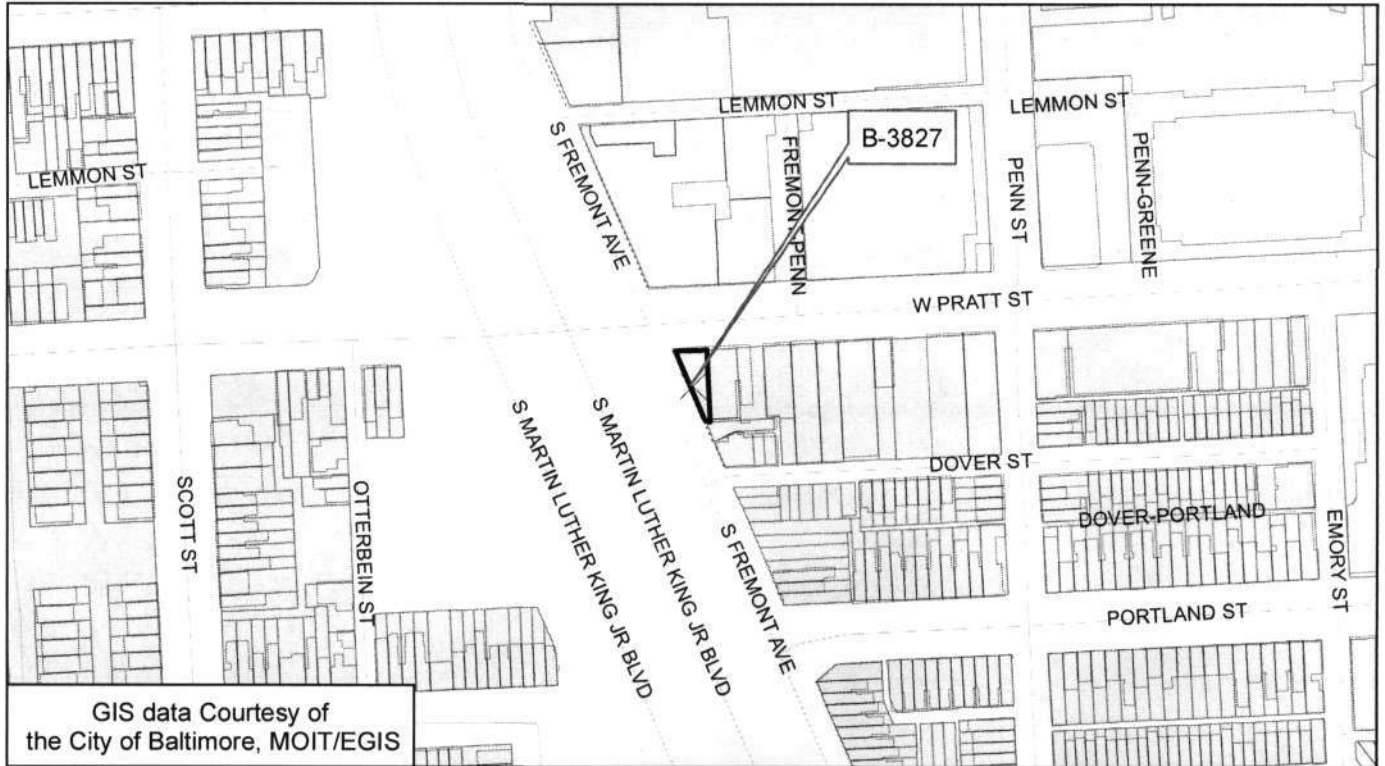 LEMMON ST
LEMMON ST
B-3827
S FREMONT AVE
FREMONT-PENN
PENN ST
PENN-GREENE
LEMMON ST
W PRATT ST
SCOTT ST
OTTERBEIN ST
S MARTIN LUTHER KING JR BLVD
S MARTIN LUTHER KING JR BLVD
S FREMONT AVE
DOVER ST
DOVER-PORTLAND
EMORY ST
PORTLAND ST
GIS data Courtesy of
the City of Baltimore, MOIT/EGIS